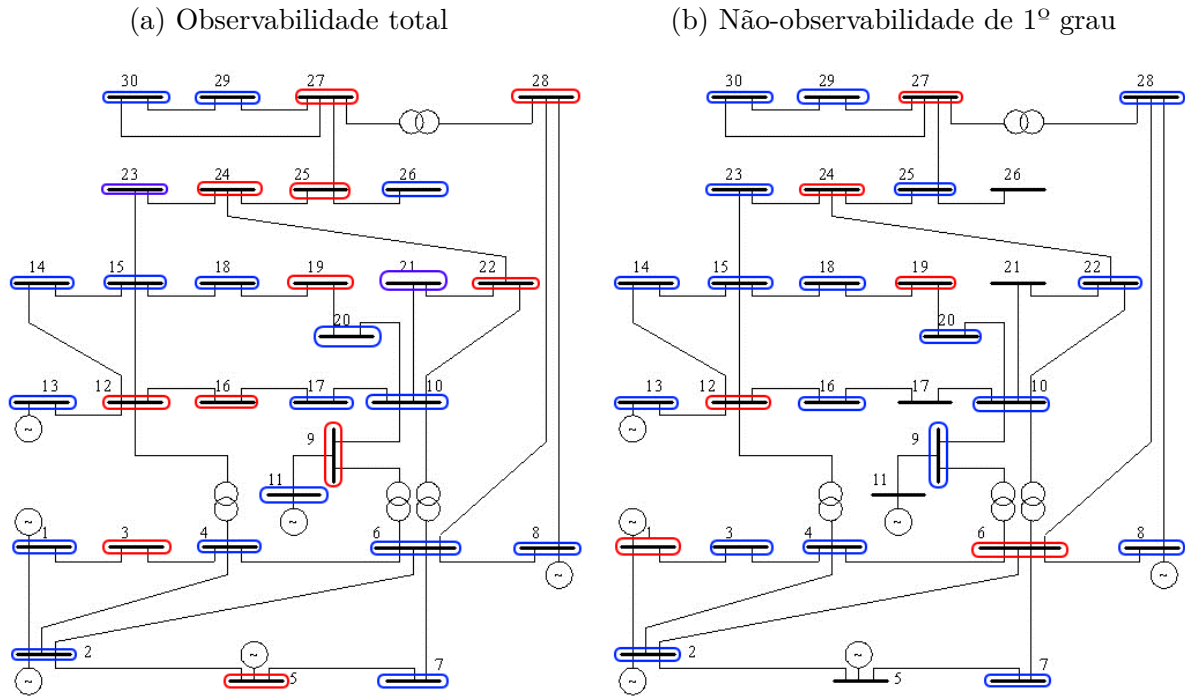 (a) Observabilidade total (b) Não-observabilidade de 1º grau
30 29 27 28 30 29 27 28
23 24 25 26 23 24 25 26
14 15 18 19 21 22 14 15 18 19 21 22
20 20
13 12 16 17 10 13 12 16 17 10
9 9
11 11
~ ~ ~ ~
~ ~
~ ~
1 3 4 6 8 1 3 4 6 8
~ ~
2 ~ 7 2 ~ 7
~ 5 ~ 5